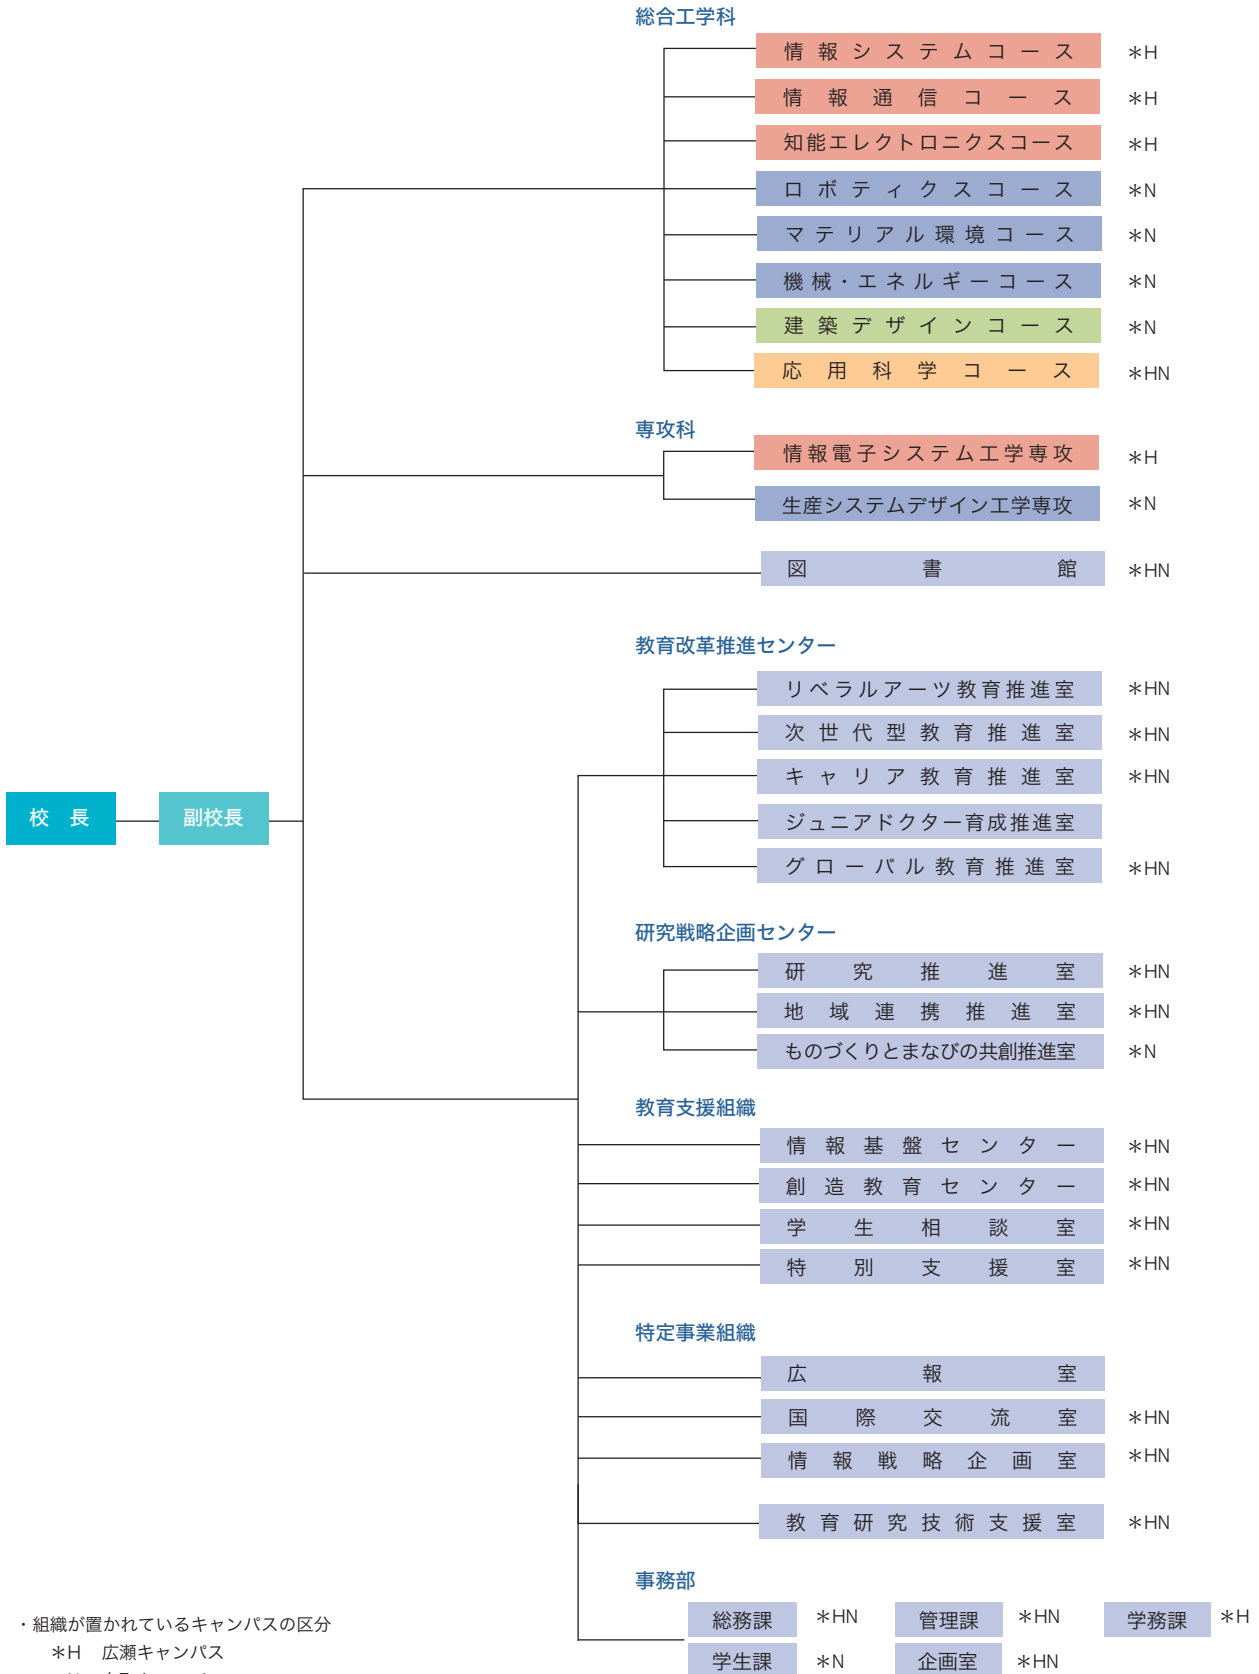 総合工学科
情報システムコース ＊H
情報通信コース ＊H
知能エレクトロニクスコース ＊H
ロボティクスコース ＊N
マテリアル環境コース ＊N
機械・エネルギーコース ＊N
建築デザインコース ＊N
応用科学コース ＊HN
専攻科
情報電子システム工学専攻 ＊H
生産システムデザイン工学専攻 ＊N
図書館 ＊HN
教育改革推進センター
リベラルアーツ教育推進室 ＊HN
次世代型教育推進室 ＊HN
キャリア教育推進室 ＊HN
校長 副校長
ジュニアドクター育成推進室
グローバル教育推進室 ＊HN
研究戦略企画センター
研究推進室 ＊HN
地域連携推進室 ＊HN
ものづくりとまなびの共創推進室 ＊N
教育支援組織
情報基盤センター ＊HN
創造教育センター ＊HN
学生相談室 ＊HN
特別支援室 ＊HN
特定事業組織
広報室
国際交流室 ＊HN
情報戦略企画室 ＊HN
教育研究技術支援室 ＊HN
事務部
総務課 ＊HN 管理課 ＊HN 学務課 ＊H
学生課 ＊N 企画室 ＊HN
・組織が置かれているキャンパスの区分
＊H 広瀬キャンパス